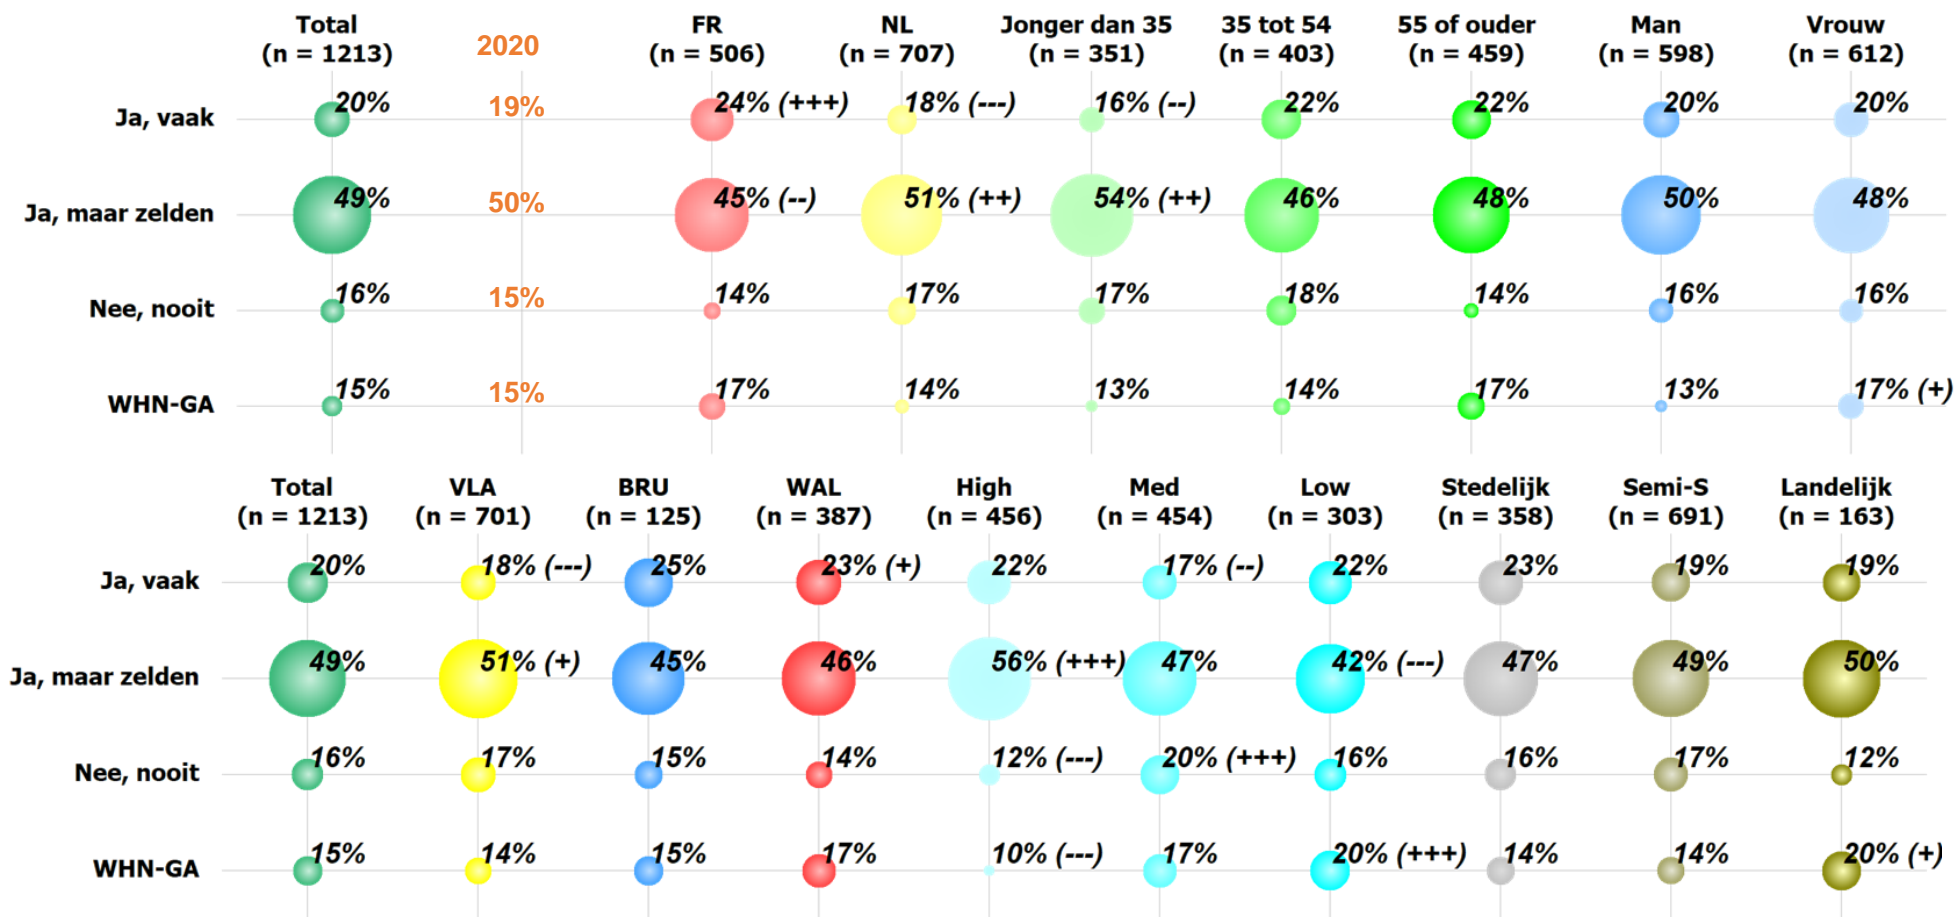 Total 2020 FR NL Jonger dan 35 35 tot 54 55 of ouder Man Vrouw
(n = 1213) (n = 506) (n = 707) (n = 351) (n = 403) (n = 459) (n = 598) (n = 612)
Ja, vaak 20% 19% 24% (+++) 18% (---) 16% (--) 22% 22% 20% 20%
Ja, maar zelden 49% 50% 45% (--) 51% (++) 54% (++) 46% 48% 50% 48%
Nee, nooit 16% 15% 14% 17% 17% 18% 14% 16% 16%
WHN-GA 15% 15% 17% 14% 13% 14% 17% 13% 17% (+)
Total VLA BRU WAL High Med Low Stedelijk Semi-S Landelijk
(n = 1213) (n = 701) (n = 125) (n = 387) (n = 456) (n = 454) (n = 303) (n = 358) (n = 691) (n = 163)
Ja, vaak 20% 18% (---) 25% 23% (+) 22% 17% (--) 22% 23% 19% 19%
Ja, maar zelden 49% 51% (+) 45% 46% 56% (+++) 47% 42% (---) 47% 49% 50%
Nee, nooit 16% 17% 15% 14% 12% (---) 20% (+++) 16% 16% 17% 12%
WHN-GA 15% 14% 15% 17% 10% (---) 17% 20% (+++) 14% 14% 20% (+)